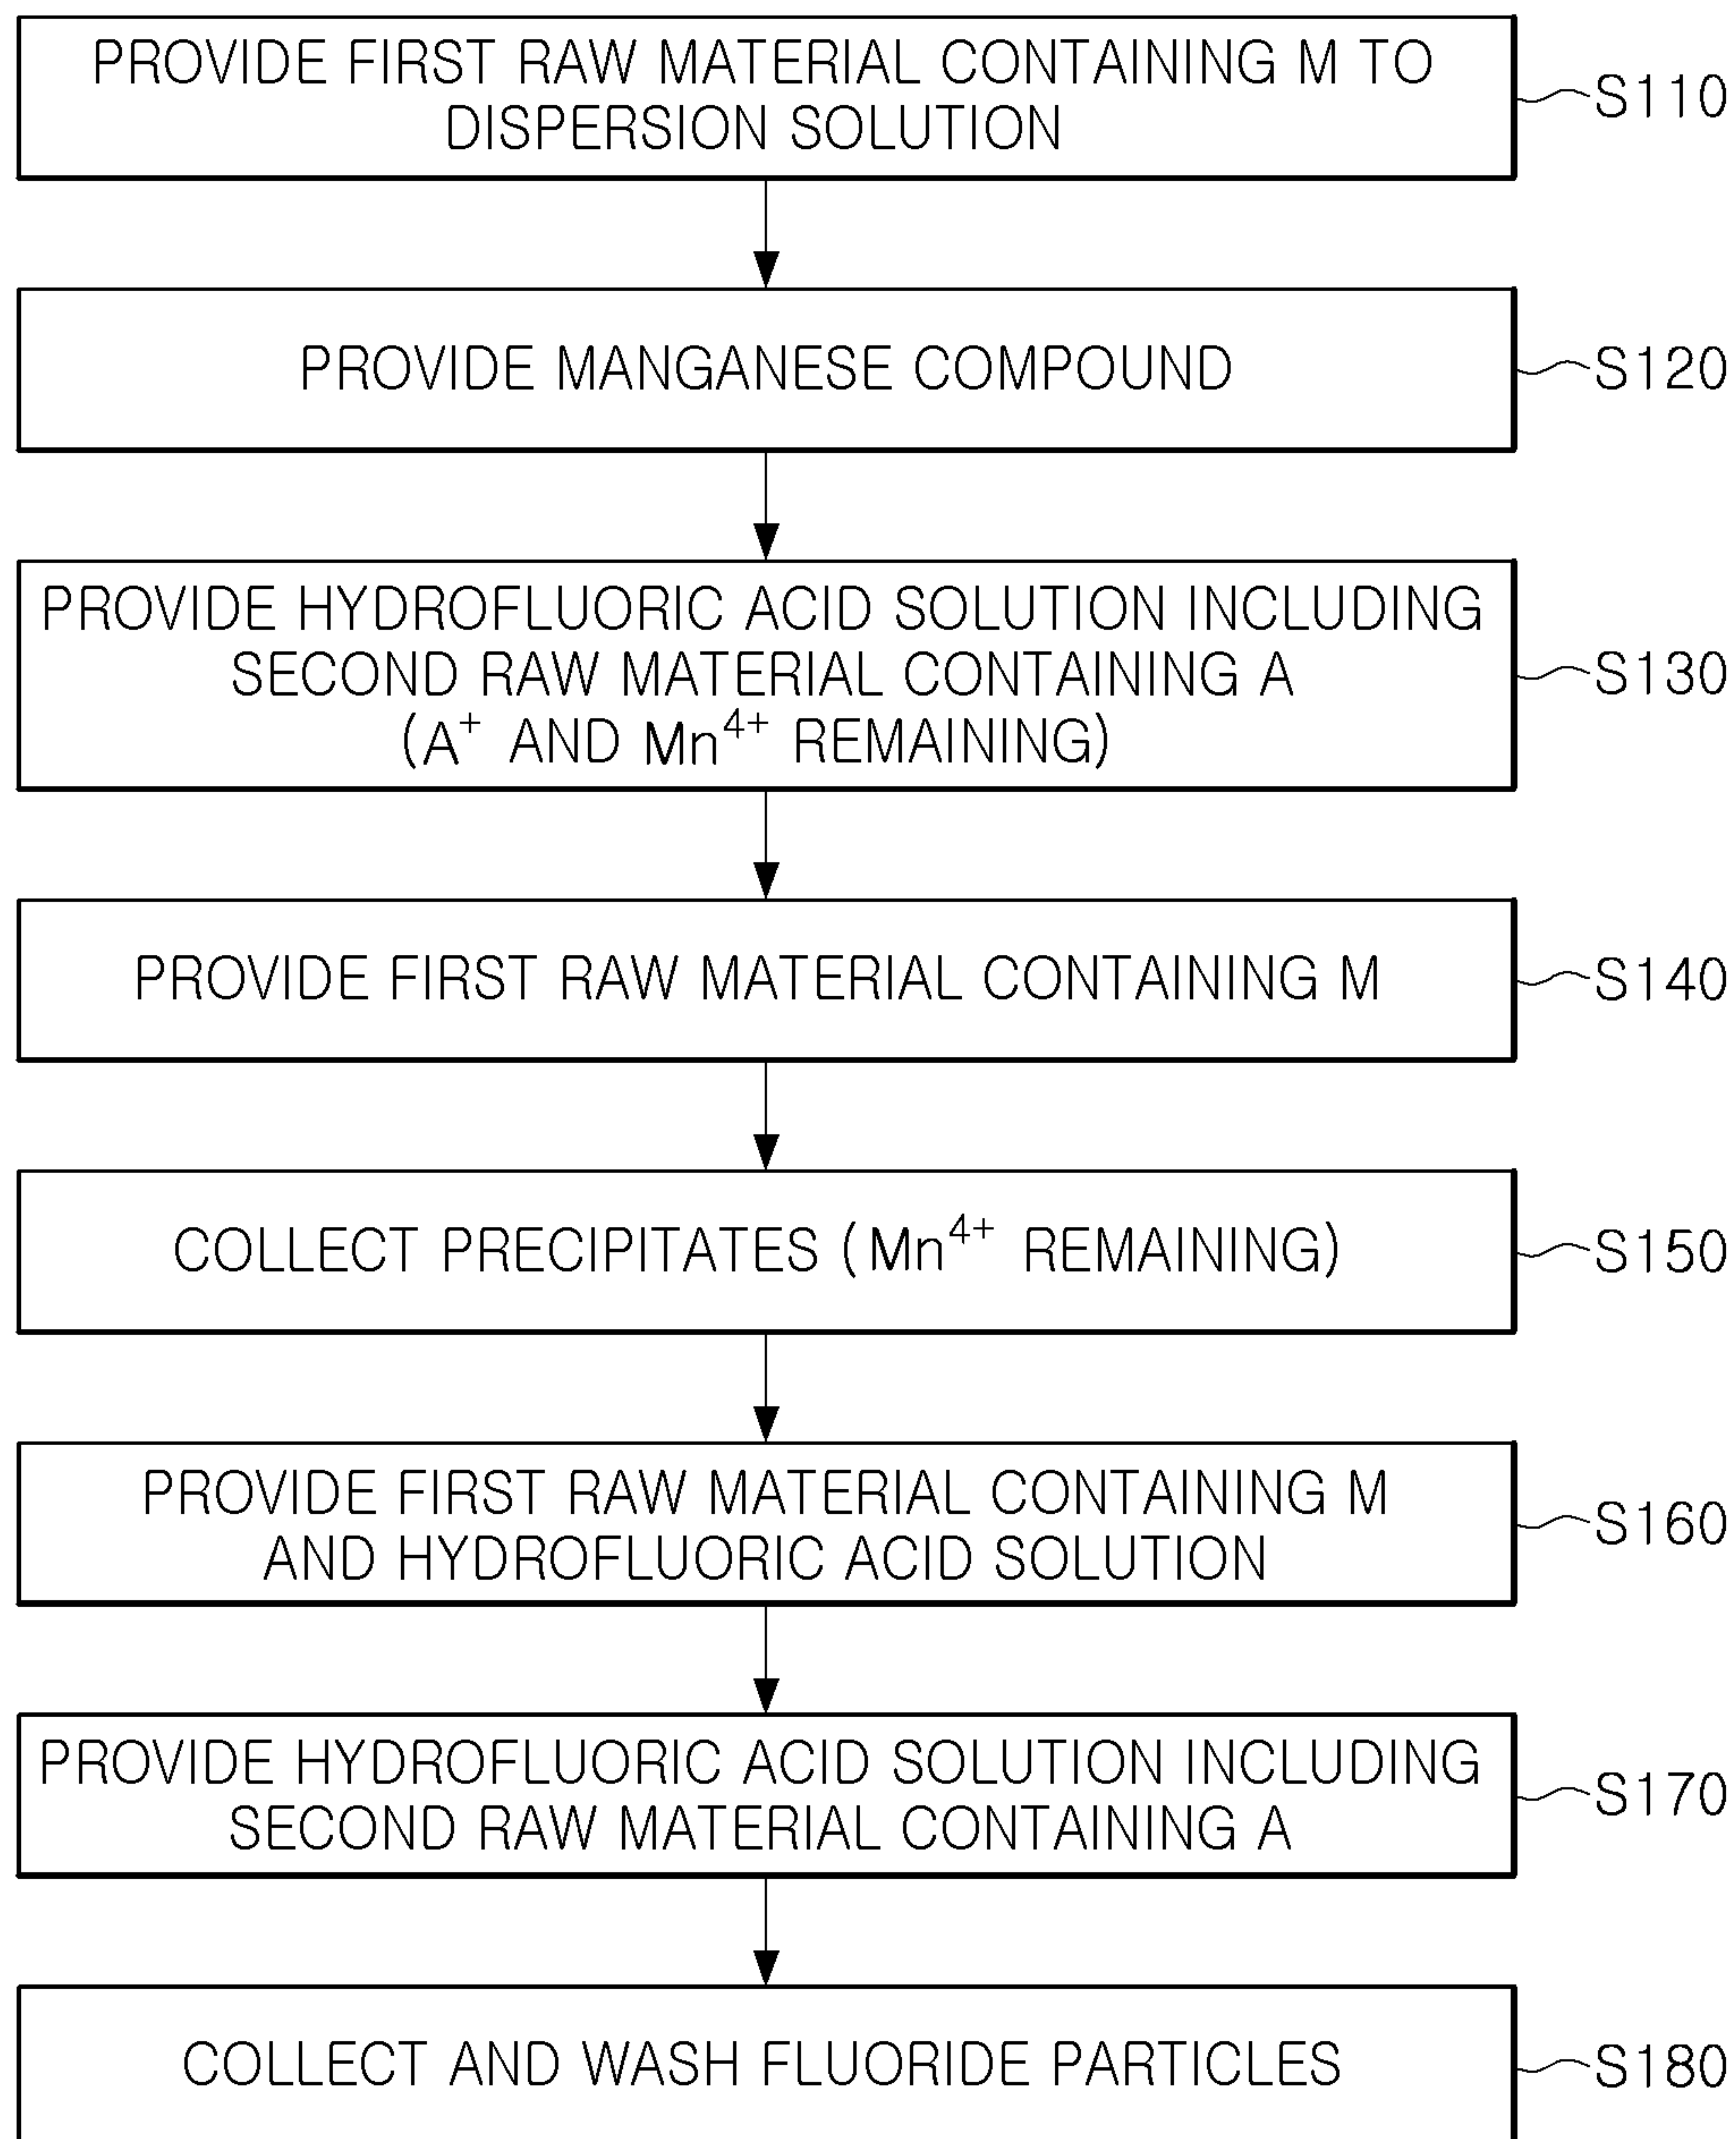 PROVIDE FIRST RAW MATERIAL CONTAINING M TO
DISPERSION SOLUTION
S110
PROVIDE MANGANESE COMPOUND
S120
PROVIDE HYDROFLUORIC ACID SOLUTION INCLUDING
SECOND RAW MATERIAL CONTAINING A
(A⁺ AND Mn⁴⁺ REMAINING)
S130
PROVIDE FIRST RAW MATERIAL CONTAINING M
S140
COLLECT PRECIPITATES (Mn⁴⁺ REMAINING)
S150
PROVIDE FIRST RAW MATERIAL CONTAINING M
AND HYDROFLUORIC ACID SOLUTION
S160
PROVIDE HYDROFLUORIC ACID SOLUTION INCLUDING
SECOND RAW MATERIAL CONTAINING A
S170
COLLECT AND WASH FLUORIDE PARTICLES
S180